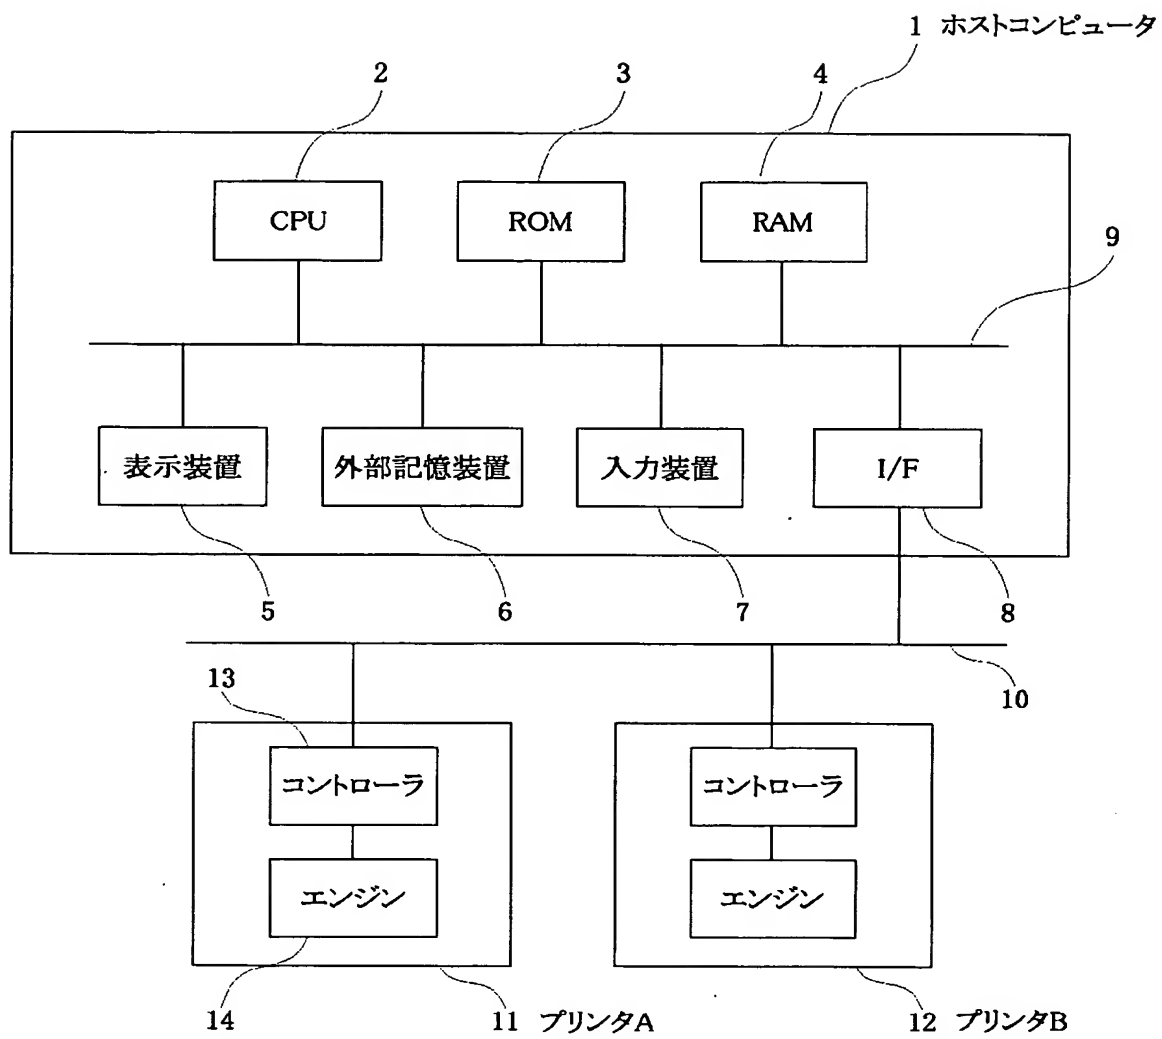 1 ホストコンピュータ
2
3
4
CPU
ROM
RAM
9
表示装置
外部記憶装置
入力装置
I/F
5
6
7
8
10
13
コントローラ
コントローラ
エンジン
エンジン
14
11 プリンタA
12 プリンタB